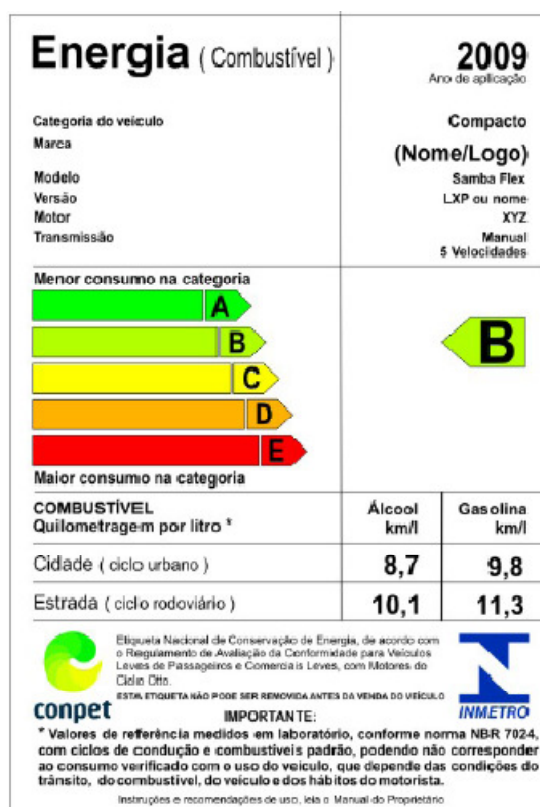 Energia ( Combustível )
2009
Ano de aplicação
Categoria do veículo
Compacto
Marca
(Nome/Logo)
Modelo
Samba Flex
Versão
LXP ou nome
Motor
XYZ
Transmissão
Manual
5 Velocidades
Menor consumo na categoria
A
B
C
D
E
B
Maior consumo na categoria
COMBUSTÍVEL
Quilometragem por litro *
Álcool
km/l
Gasolina
km/l
Cidade ( ciclo urbano )
8,7
9,8
Estrada ( ciclo rodoviário )
10,1
11,3
Etiqueta Nacional de Conservação de Energia, de acordo com
o Regulamento de Avaliação da Conformidade para Veículos
Leves de Passageiros e Comerciais Leves, com Motores do
Ciclo Otto.
ESTA ETIQUETA NÃO PODE SER REMOVIDA ANTES DA VENDA DO VEÍCULO
conpet
INMETRO
IMPORTANTE:
* Valores de referência medidos em laboratório, conforme norma NBR 7024,
com ciclos de condução e combustíveis padrão, podendo não corresponder
ao consumo verificado com o uso do veículo, que depende das condições do
trânsito, do combustível, do veículo e dos hábitos do motorista.
Instruções e recomendações de uso, leia o Manual do Proprietário